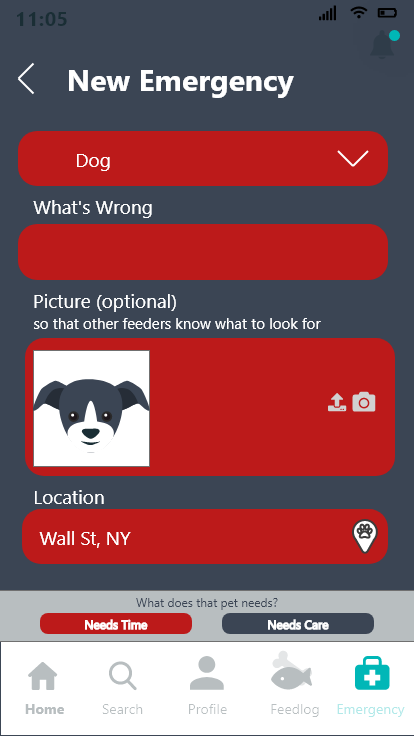 11:05
New Emergency
Dog
What's Wrong
Picture (optional)
so that other feeders know what to look for
Location
Wall St, NY
What does that pet needs?
Needs Time
Needs Care
Home
Search
Profile
Feedlog
Emergency